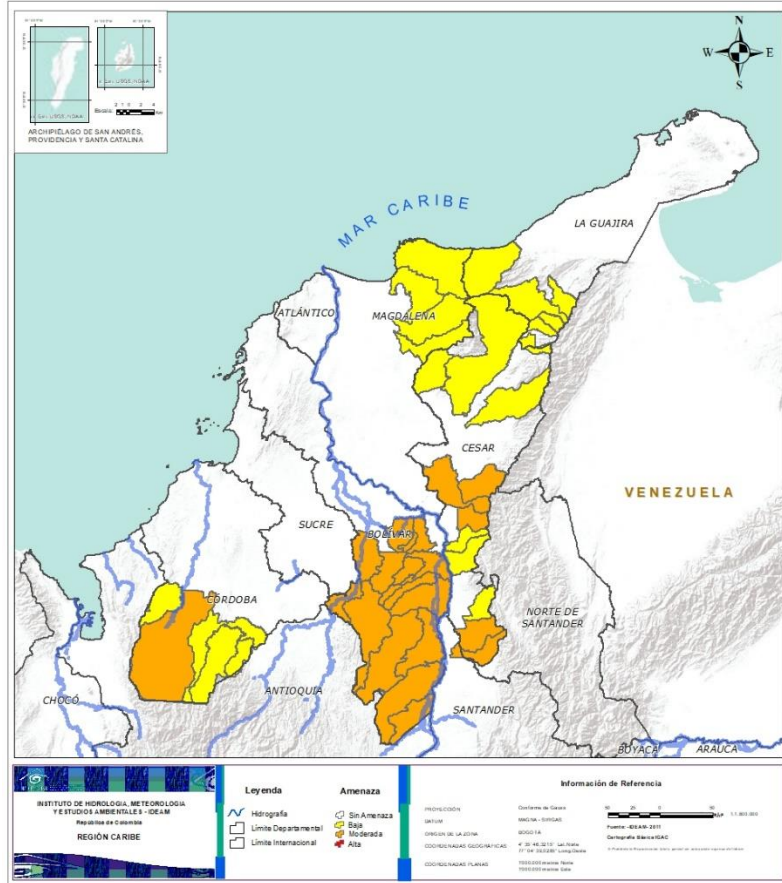 ARCHIPIÉLAGO DE SAN ANDRÉS,
PROVIDENCIA Y SANTA CATALINA
N
W E
S
MAR CARIBE
LA GUAJIRA
ATLÁNTICO
MAGDALENA
CESAR
VENEZUELA
SUCRE
BOLÍVAR
CÓRDOBA
NORTE DE
SANTANDER
ANTIOQUIA
CHOCÓ
SANTANDER
BOYACÁ
ARAUCA
INSTITUTO DE HIDROLOGIA, METEOROLOGIA
Y ESTUDIOS AMBIENTALES - IDEAM
República de Colombia
REGIÓN CARIBE
Leyenda
Hidrografía
Límite Departamental
Límite Internacional
Amenaza
Sin Amenaza
Baja
Moderada
Alta
Información de Referencia
PROYECCIÓN Conforme de Gauss
DATUM MAGNA - SIRGAS
ORIGEN DE LA ZONA BOGOTÁ
COORDENADAS GEOGRÁFICAS
COORDENADAS PLANAS
Fuente: -IDEAM- 2011
Cartografía Básica IGAC